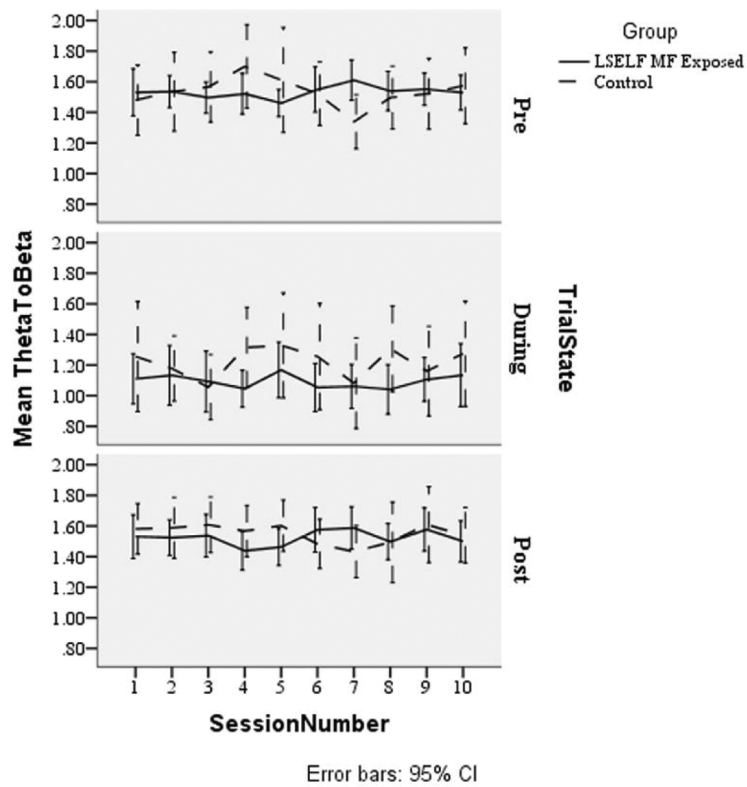 Group
LSELF MF Exposed
Control
2.00
1.80
1.60
1.40
1.20
1.00
.80
Pre
2.00
1.80
1.60
1.40
1.20
1.00
.80
During
2.00
1.80
1.60
1.40
1.20
1.00
.80
Post
Mean ThetaToBeta
TrialState
1 2 3 4 5 6 7 8 9 10
SessionNumber
Error bars: 95% CI